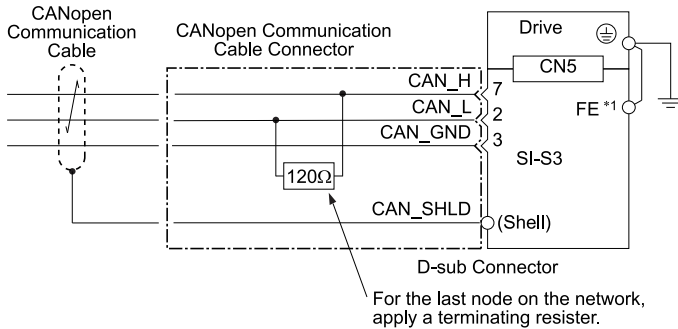 CANopen
Communication
Cable
CANopen Communication
Cable Connector
Drive
CN5
CAN_H
7
CAN_L
2
FE *1
CAN_GND
3
SI-S3
120Ω
CAN_SHLD
(Shell)
D-sub Connector
For the last node on the network,
apply a terminating resister.